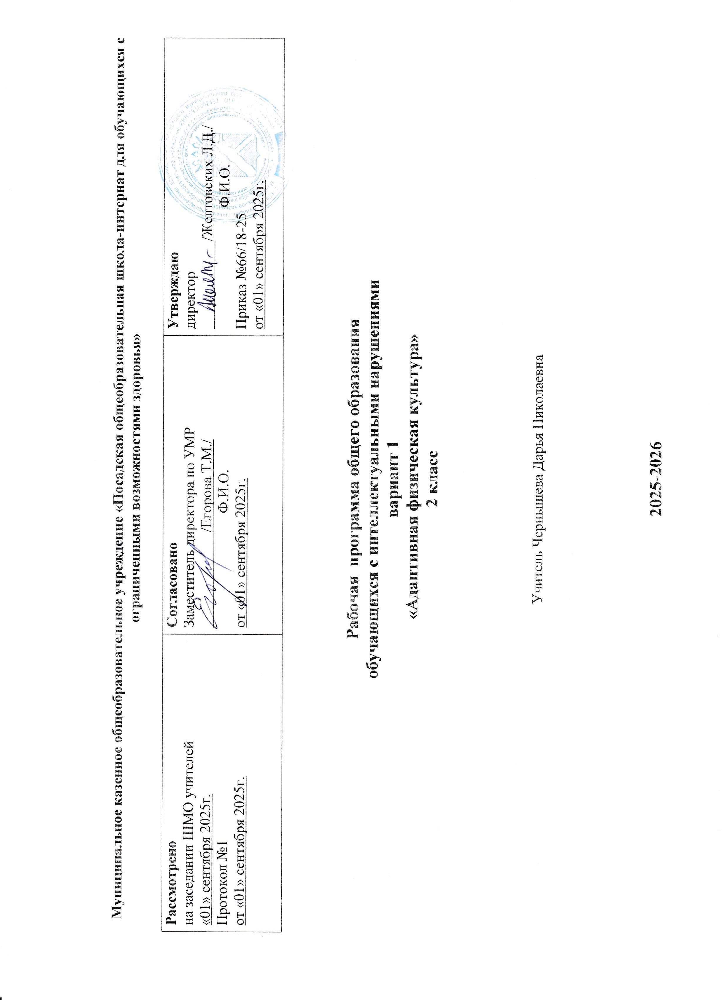 Муниципальное казенное общеобразовательное учреждение «Посадская общеобразовательная школа-интернат для обучающихся с
ограниченными возможностями здоровья»
Рассмотрено
на заседании ШМО учителей
«01» сентября 2025г.
Протокол №1
от «01» сентября 2025г.
Согласовано
Заместитель директора по УМР
/Егорова Т.М./
Ф.И.О.
от «01» сентября 2025г.
Утверждаю
директор
/Желтовских Л.Д./
Ф.И.О.
Приказ №66/18-25
от «01» сентября 2025г.
Рабочая программа общего образования
обучающихся с интеллектуальными нарушениями
вариант 1
«Адаптивная физическая культура»
2 класс
Учитель Чернышева Дарья Николаевна
2025-2026